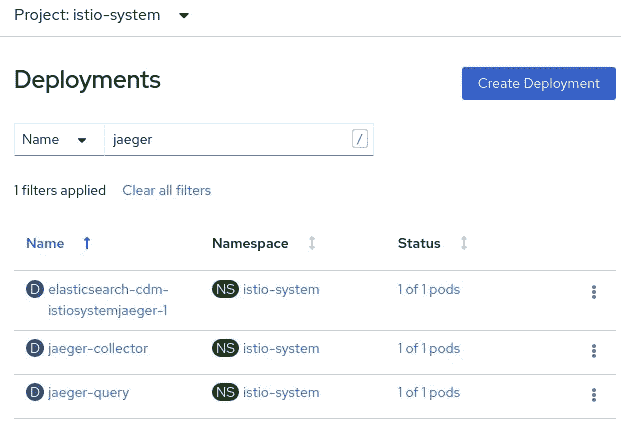 Project: istio-system
Deployments
Create Deployment
Name
jaeger
/
1 filters applied
Clear all filters
Name
Namespace
Status
D elasticsearch-cdm-
istiosystemjaeger-1
NS istio-system
1 of 1 pods
D jaeger-collector
NS istio-system
1 of 1 pods
D jaeger-query
NS istio-system
1 of 1 pods